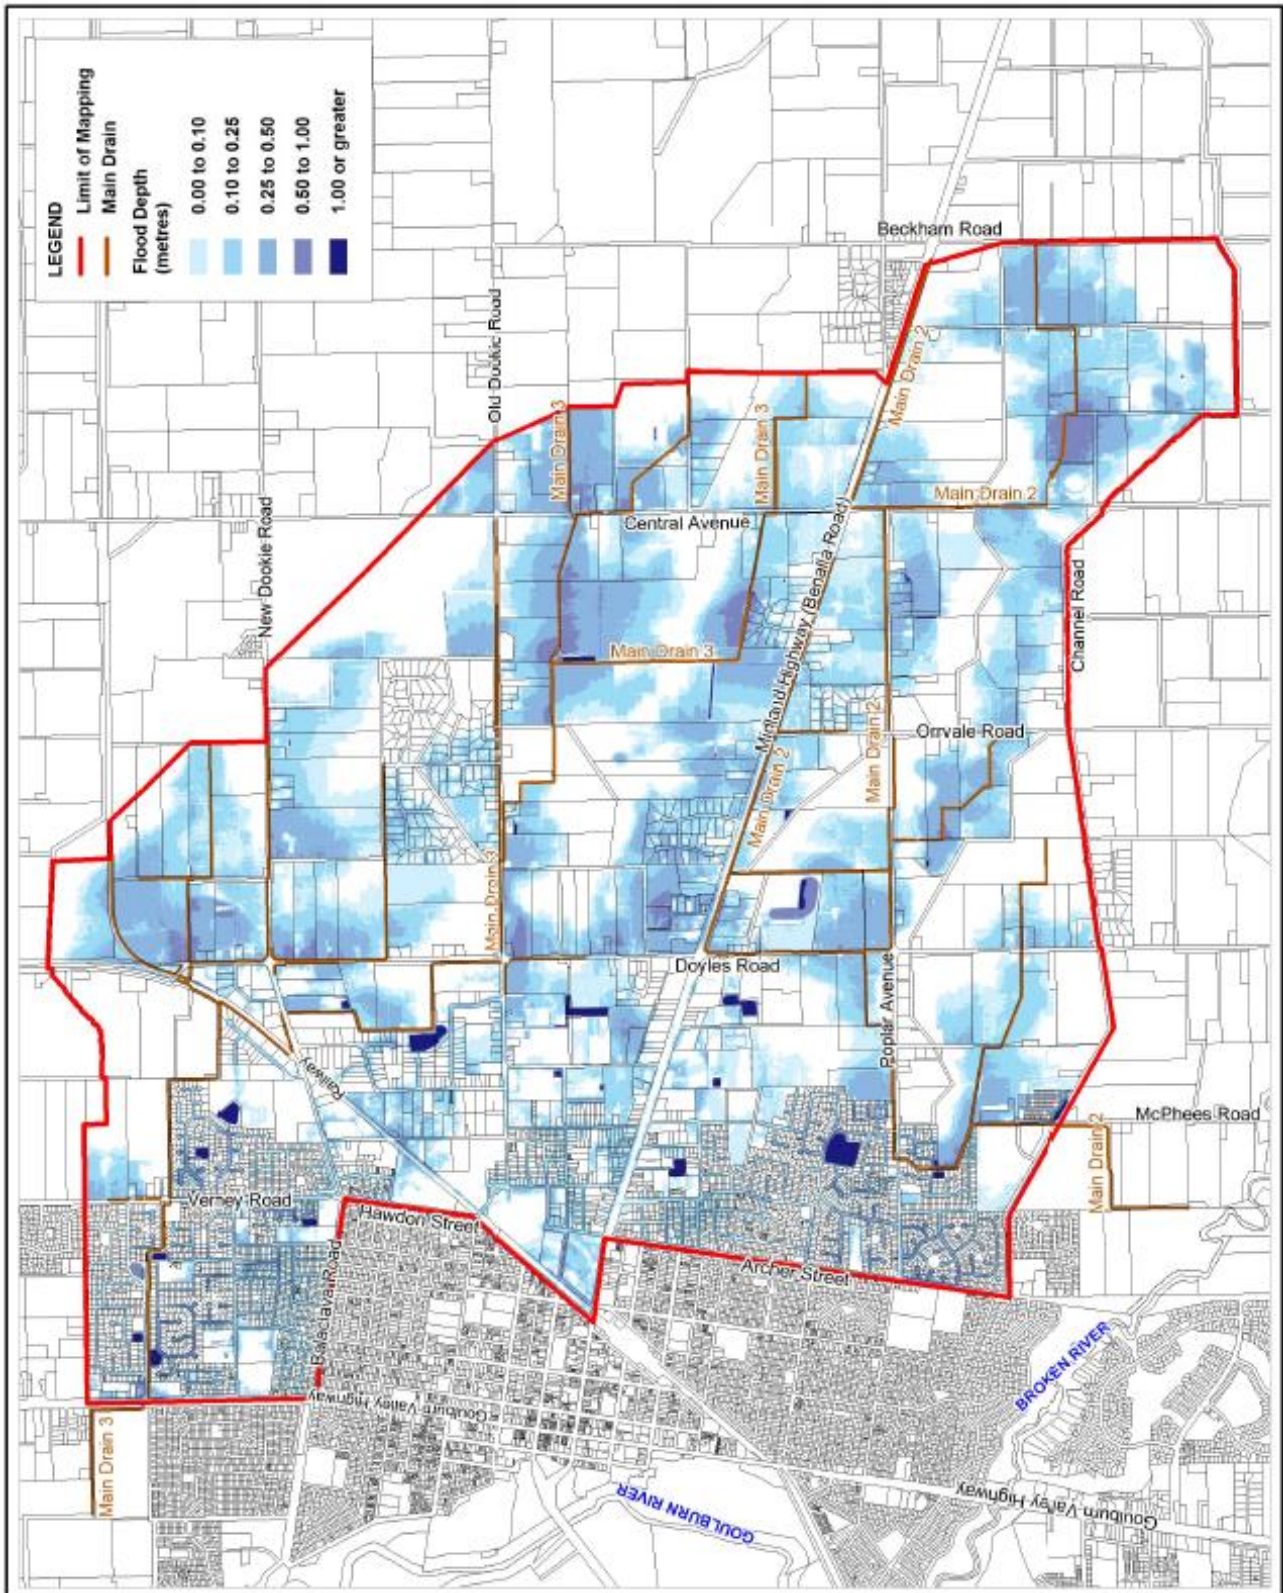 LEGEND
Limit of Mapping
Main Drain
Flood Depth
(metres)
0.00 to 0.10
0.10 to 0.25
0.25 to 0.50
0.50 to 1.00
1.00 or greater
Beckham Road
Old Dookie Road
Main Drain 2
Main Drain 3
Main Drain 3
Main Drain 2
New Dookie Road
Central Avenue
Midland Highway (Benalla Road)
Channel Road
Main Drain 3
Orrvale Road
Main Drain 2
Main Drain 2
Main Drain 3
Doyles Road
Poplar Avenue
Railway
McPhees Road
Main Drain 2
Verney Road
Hawdon Street
Balaclava Road
Archer Street
Goulburn Valley Highway
BROKEN RIVER
Main Drain 3
GOULBURN RIVER
Goulburn Valley Highway